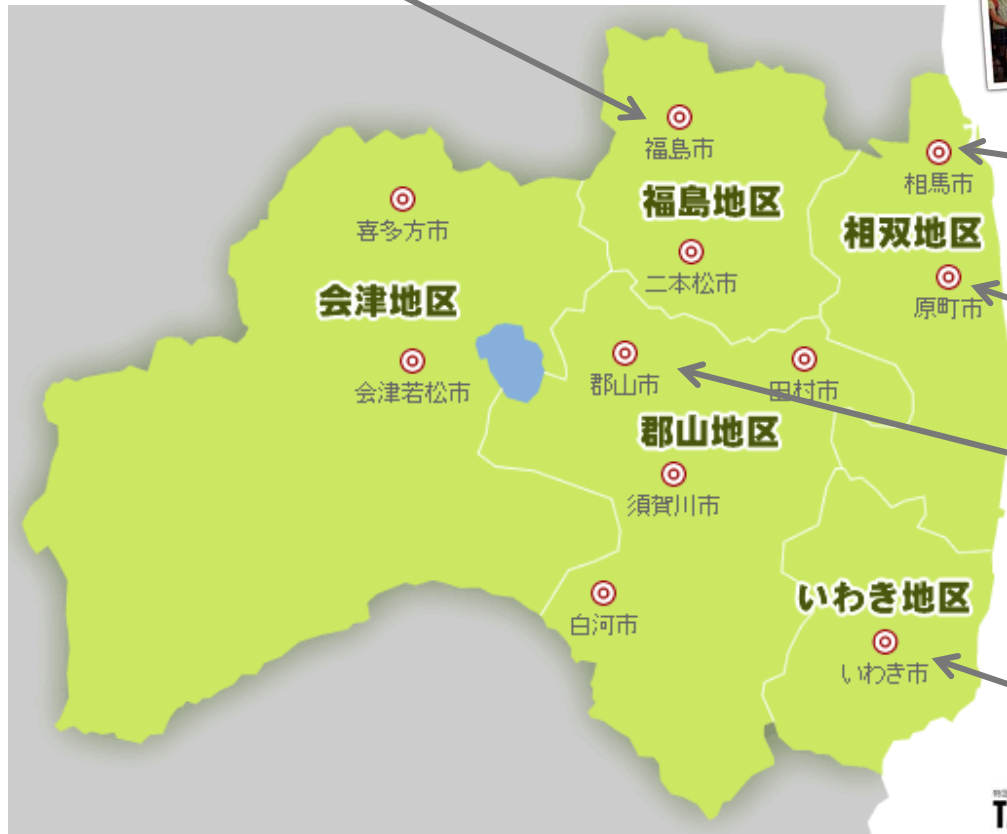 福島市
相馬市
福島地区
喜多方市
相双地区
二本松市
原町市
会津地区
会津若松市
郡山市
田村市
郡山地区
須賀川市
いわき地区
白河市
いわき市